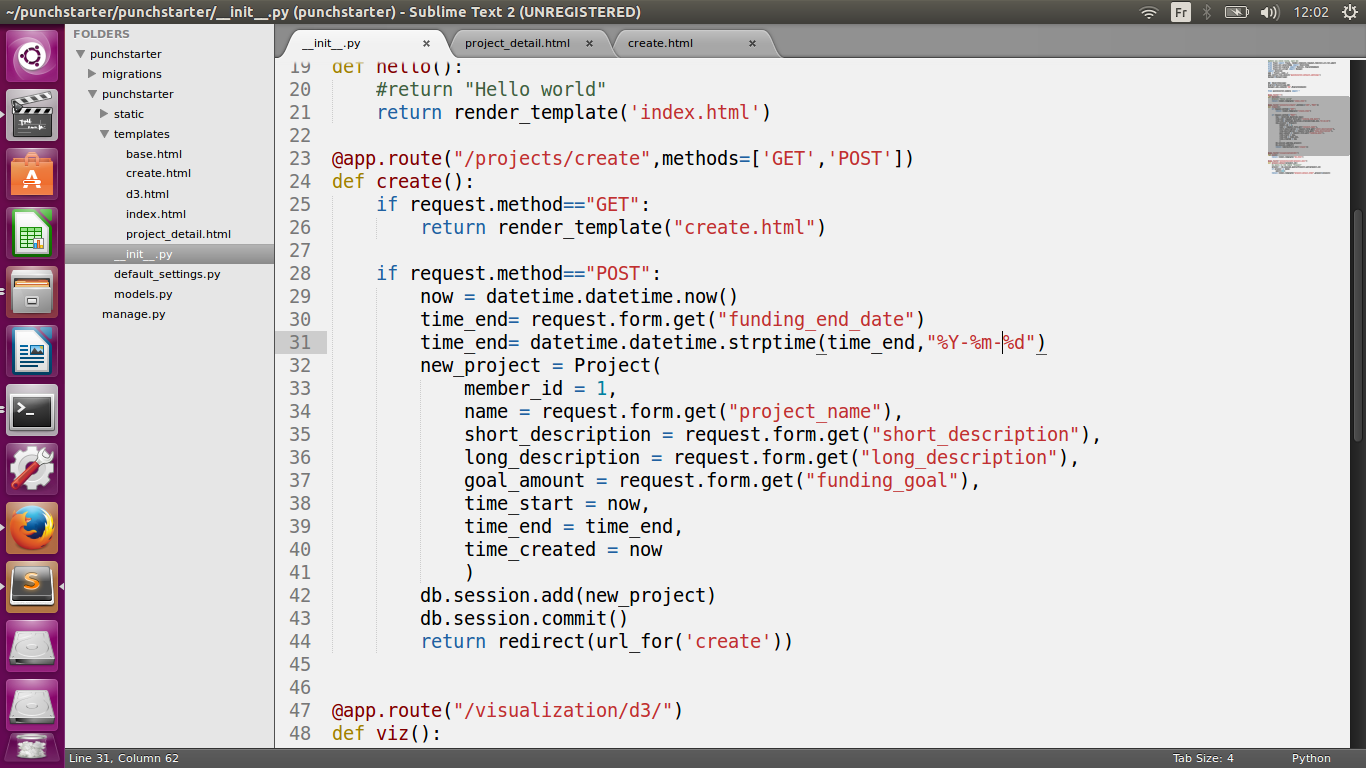 ~/punchstarter/punchstarter/__init__.py (punchstarter) - Sublime Text 2 (UNREGISTERED)
Fr
12:02
FOLDERS
punchstarter
migrations
punchstarter
static
templates
base.html
create.html
d3.html
index.html
project_detail.html
__init__.py
default_settings.py
models.py
manage.py
__init__.py × project_detail.html × create.html ×
19 def hello():
20     #return "Hello world"
21     return render_template('index.html')
22
23 @app.route("/projects/create",methods=['GET','POST'])
24 def create():
25     if request.method=="GET":
26         return render_template("create.html")
27
28     if request.method=="POST":
29         now = datetime.datetime.now()
30         time_end= request.form.get("funding_end_date")
31         time_end= datetime.datetime.strptime(time_end,"%Y-%m-%d")
32         new_project = Project(
33             member_id = 1,
34             name = request.form.get("project_name"),
35             short_description = request.form.get("short_description"),
36             long_description = request.form.get("long_description"),
37             goal_amount = request.form.get("funding_goal"),
38             time_start = now,
39             time_end = time_end,
40             time_created = now
41             )
42         db.session.add(new_project)
43         db.session.commit()
44         return redirect(url_for('create'))
45
46
47 @app.route("/visualization/d3/")
48 def viz():
Line 31, Column 62
Tab Size: 4
Python